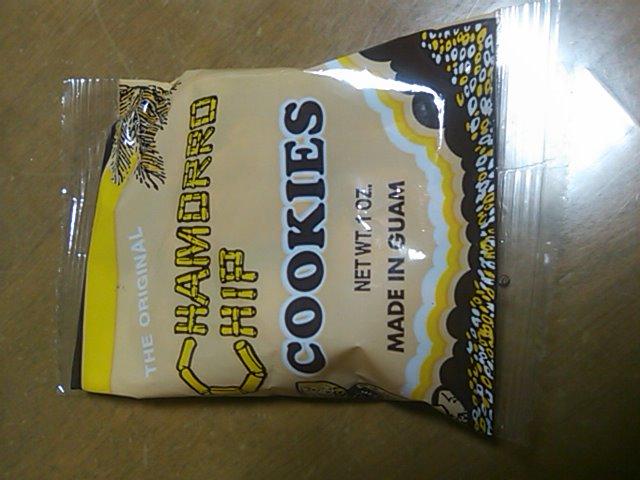 THE ORIGINAL
CHAMORRO
CHIP
COOKIES
NET WT. 1 OZ.
MADE IN GUAM